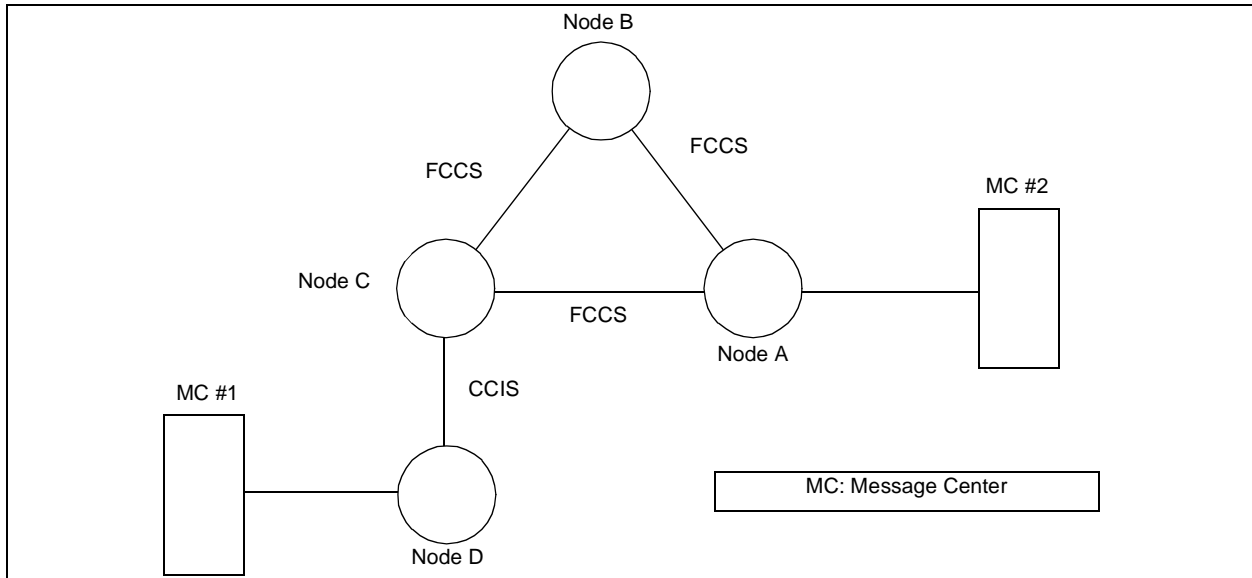 Node B
FCCS
FCCS
MC #2
Node C
FCCS
Node A
MC #1
CCIS
MC: Message Center
Node D